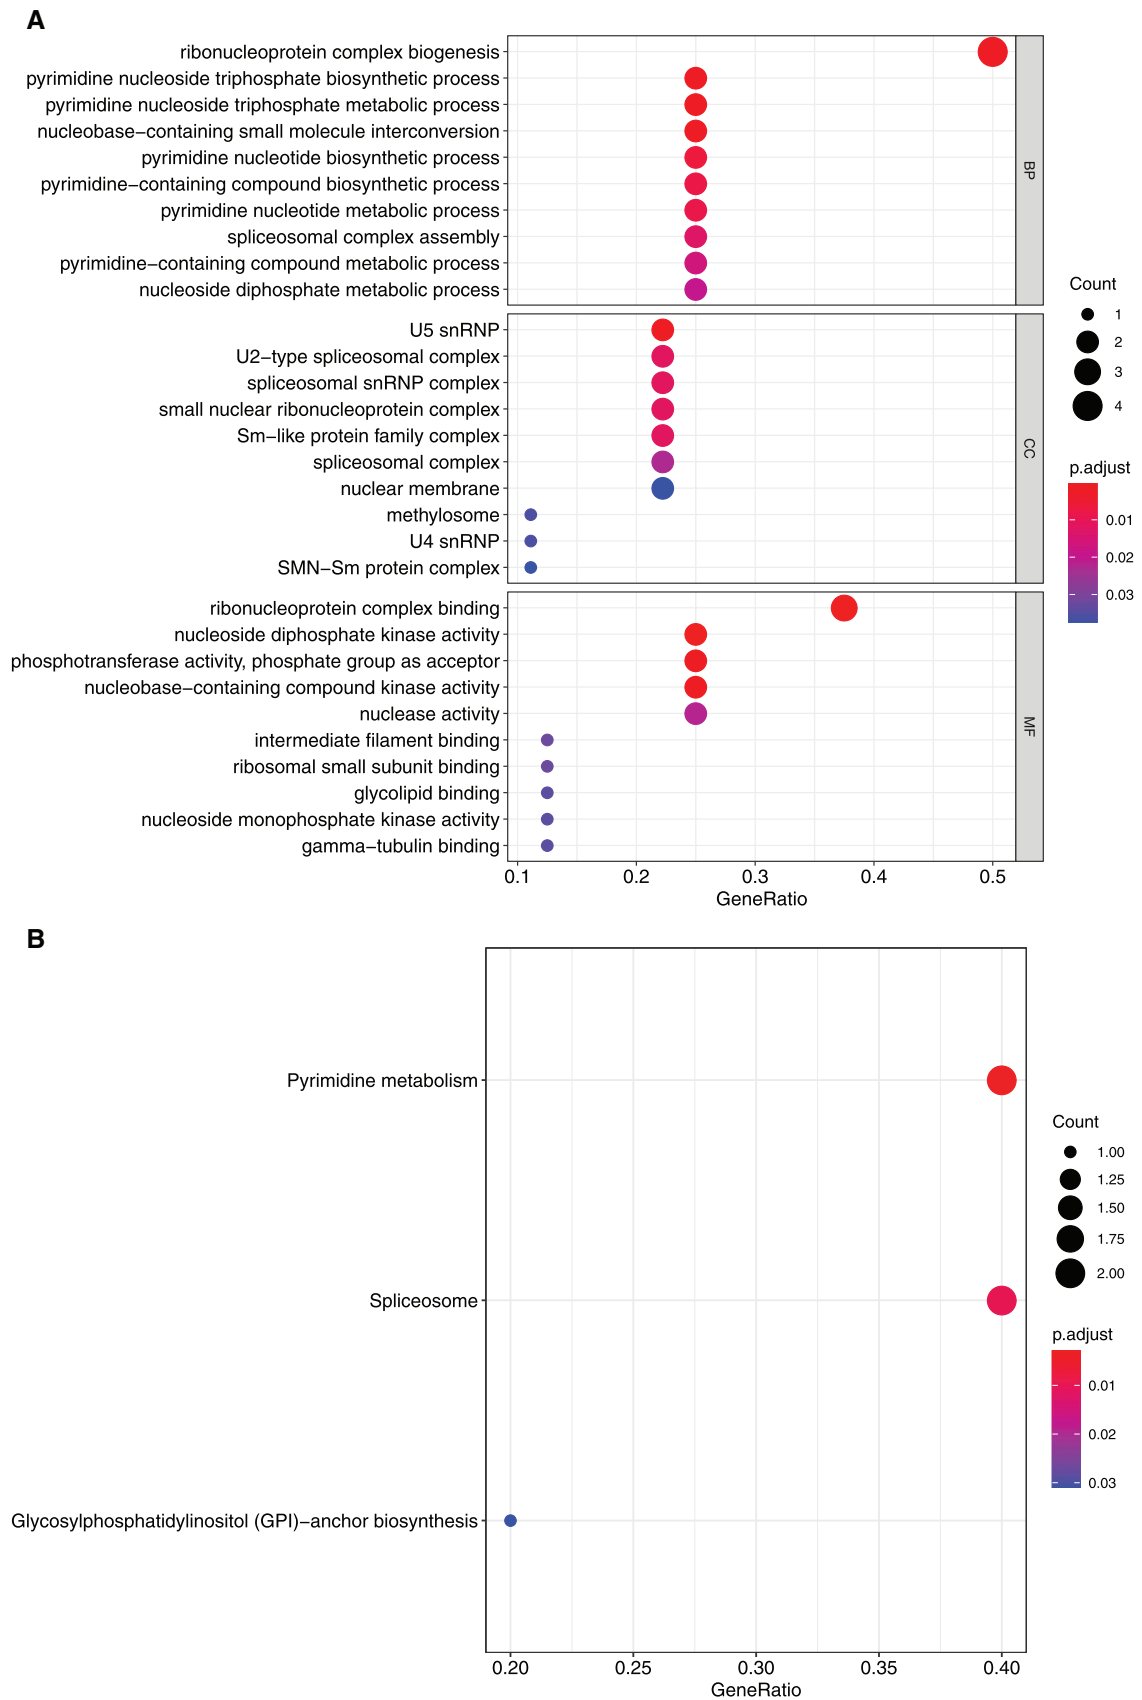 A
ribonucleoprotein complex biogenesis
pyrimidine nucleoside triphosphate biosynthetic process
pyrimidine nucleoside triphosphate metabolic process
nucleobase−containing small molecule interconversion
pyrimidine nucleotide biosynthetic process
pyrimidine−containing compound biosynthetic process
pyrimidine nucleotide metabolic process
spliceosomal complex assembly
pyrimidine−containing compound metabolic process
nucleoside diphosphate metabolic process
BP
U5 snRNP
U2−type spliceosomal complex
spliceosomal snRNP complex
small nuclear ribonucleoprotein complex
Sm−like protein family complex
spliceosomal complex
nuclear membrane
methylosome
U4 snRNP
SMN−Sm protein complex
CC
ribonucleoprotein complex binding
nucleoside diphosphate kinase activity
phosphotransferase activity, phosphate group as acceptor
nucleobase−containing compound kinase activity
nuclease activity
intermediate filament binding
ribosomal small subunit binding
glycolipid binding
nucleoside monophosphate kinase activity
gamma−tubulin binding
MF
0.1 0.2 0.3 0.4 0.5
GeneRatio
Count
1
2
3
4
p.adjust
0.01
0.02
0.03
B
Pyrimidine metabolism
Spliceosome
Glycosylphosphatidylinositol (GPI)−anchor biosynthesis
0.20 0.25 0.30 0.35 0.40
GeneRatio
Count
1.00
1.25
1.50
1.75
2.00
p.adjust
0.01
0.02
0.03